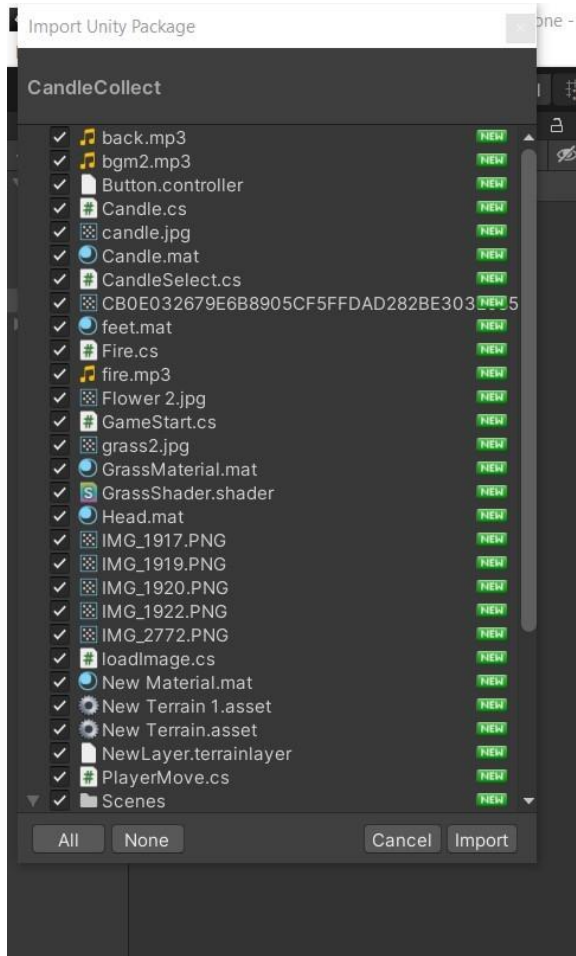 Import Unity Package
one -
CandleCollect
back.mp3 NEW
bgm2.mp3 NEW
Button.controller NEW
Candle.cs NEW
candle.jpg NEW
Candle.mat NEW
CandleSelect.cs NEW
NEW
feet.mat NEW
Fire.cs NEW
fire.mp3 NEW
Flower 2.jpg NEW
GameStart.cs NEW
grass2.jpg NEW
GrassMaterial.mat NEW
GrassShader.shader NEW
Head.mat NEW
IMG_1917.PNG NEW
IMG_1919.PNG NEW
IMG_1920.PNG NEW
IMG_1922.PNG NEW
IMG_2772.PNG NEW
loadImage.cs NEW
New Material.mat NEW
New Terrain 1.asset NEW
New Terrain.asset NEW
NewLayer.terrainlayer NEW
PlayerMove.cs NEW
Scenes NEW
All None Cancel Import